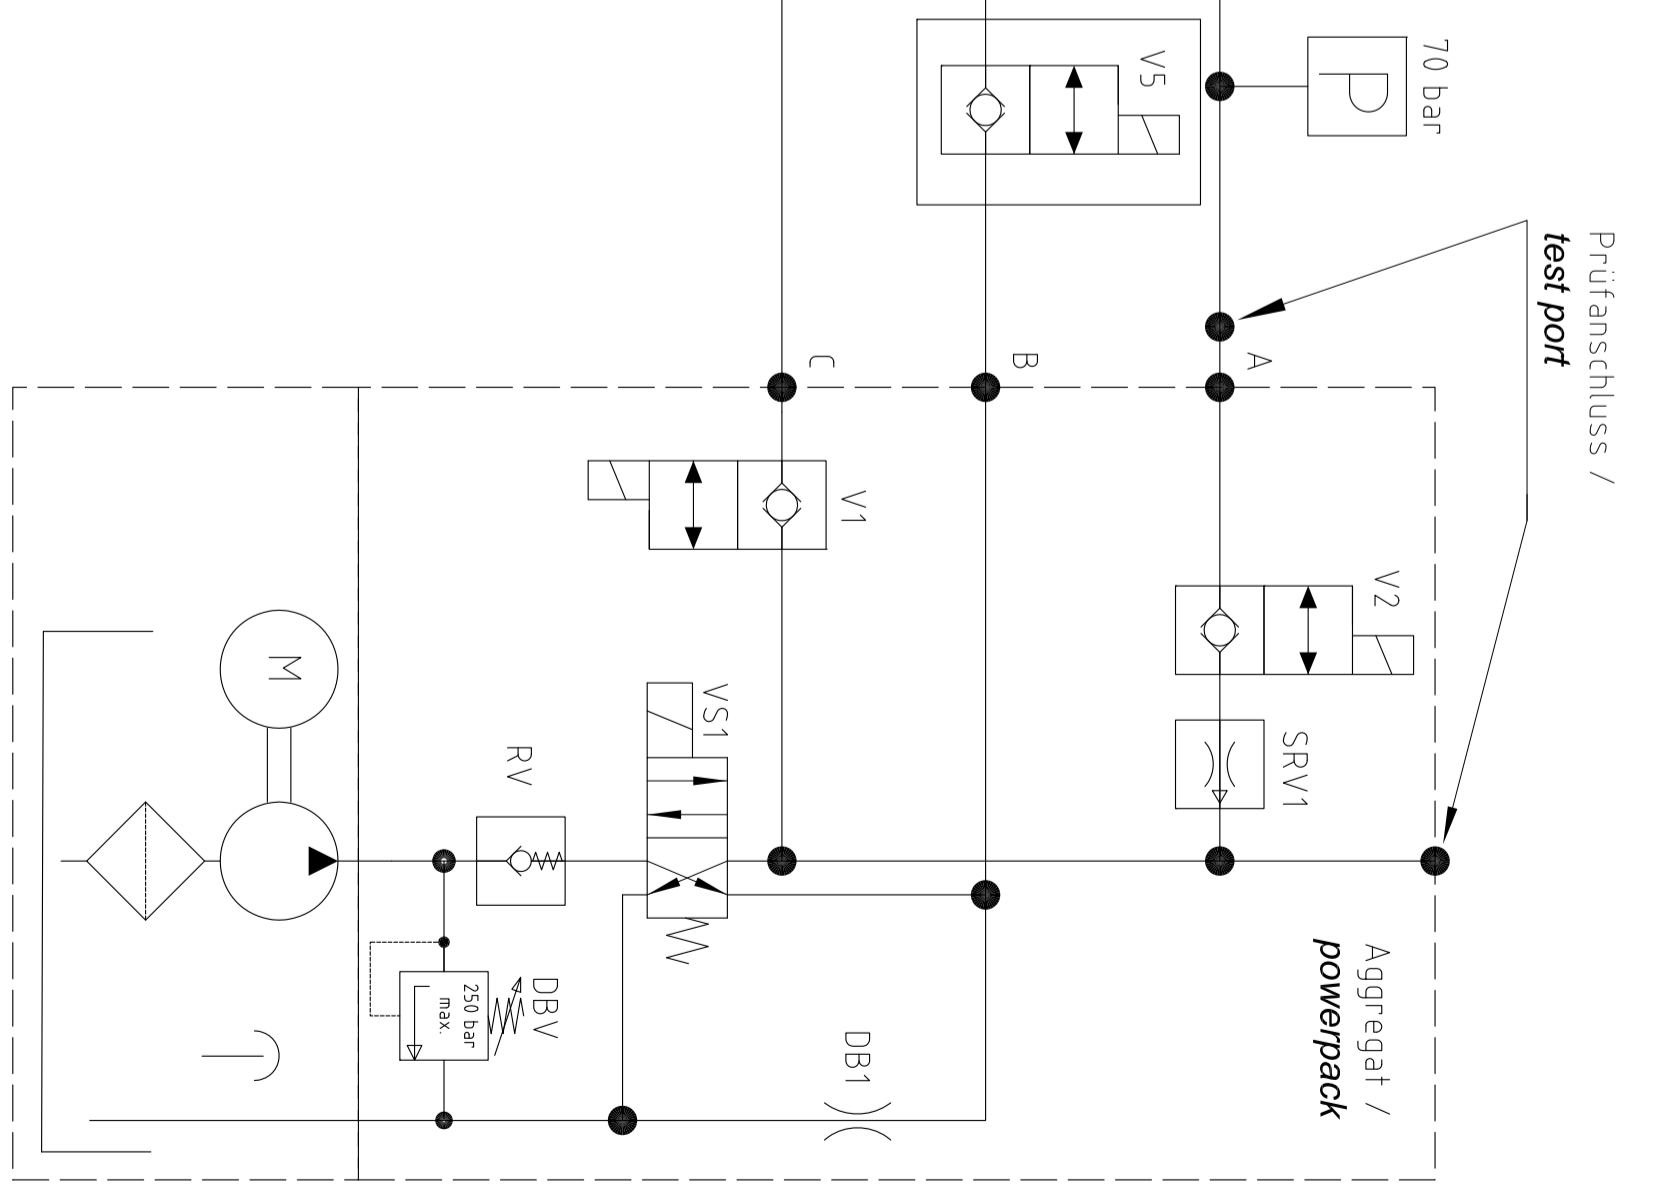 70 bar
P
Prüfanschluss /
test port
V5
A
B
C
V1
V2
SRV1
VS1
RV
M
Aggregat /
powerpack
DBV
250 bar
max.
DB1